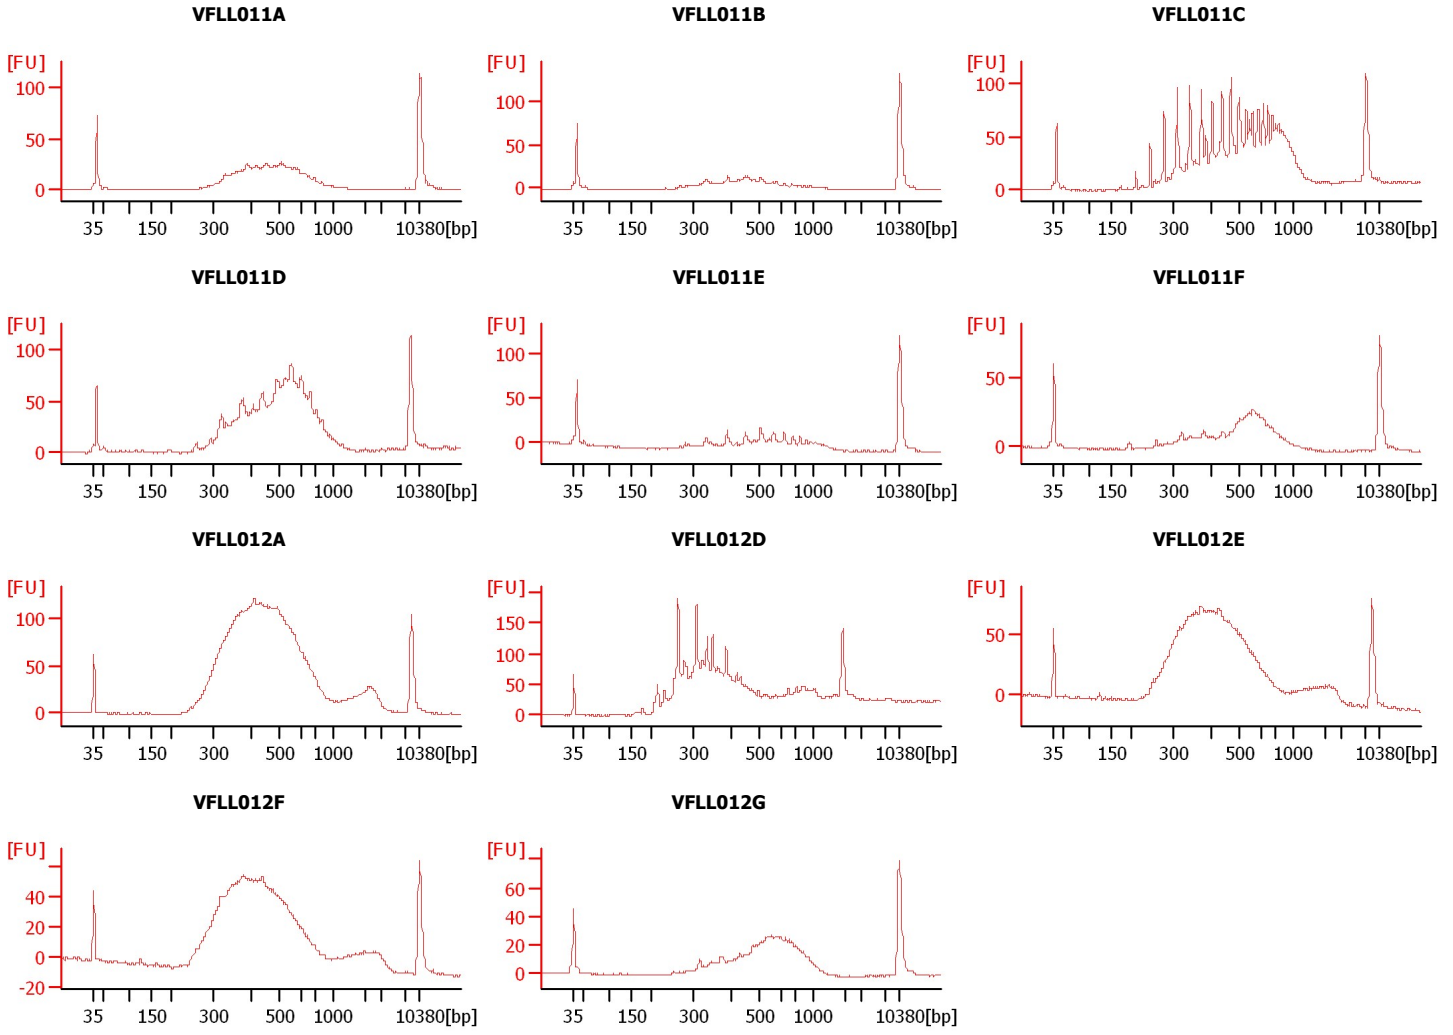 VFLL011A VFLL011B VFLL011C
[FU] [FU] [FU]
100 100 100
50 50 50
0 0 0
35 150 300 500 1000 10380[bp] 35 150 300 500 1000 10380[bp] 35 150 300 500 1000 10380[bp]
VFLL011D VFLL011E VFLL011F
[FU] [FU] [FU]
100 100 50
50 50 0
0 0
35 150 300 500 1000 10380[bp] 35 150 300 500 1000 10380[bp] 35 150 300 500 1000 10380[bp]
VFLL012A VFLL012D VFLL012E
[FU] [FU] [FU]
100 150 50
50 100 0
0 50
0
35 150 300 500 1000 10380[bp] 35 150 300 500 1000 10380[bp] 35 150 300 500 1000 10380[bp]
VFLL012F VFLL012G
[FU] [FU]
40 60
20 40
0 20
-20 0
35 150 300 500 1000 10380[bp] 35 150 300 500 1000 10380[bp]